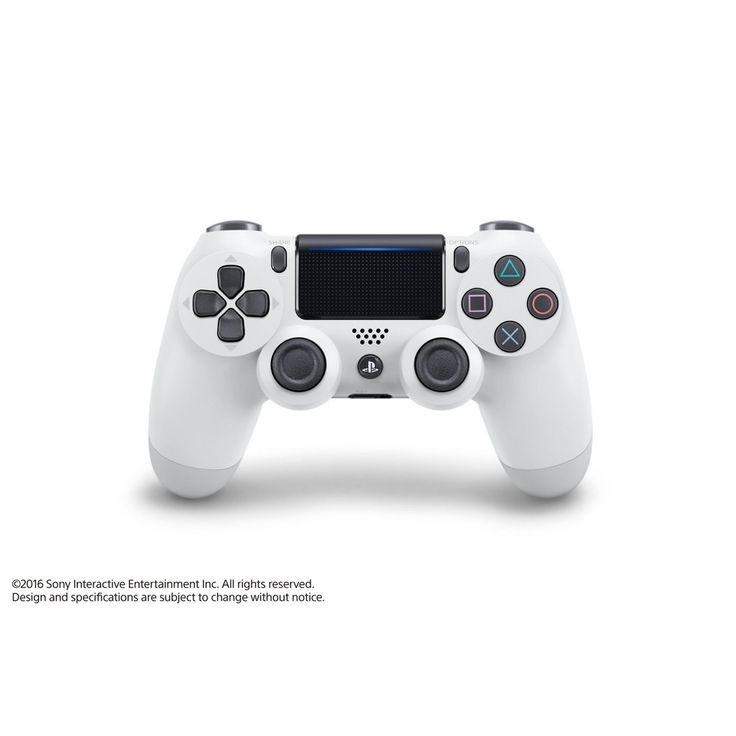 SHARE
OPTIONS
©2016 Sony Interactive Entertainment Inc. All rights reserved.
Design and specifications are subject to change without notice.